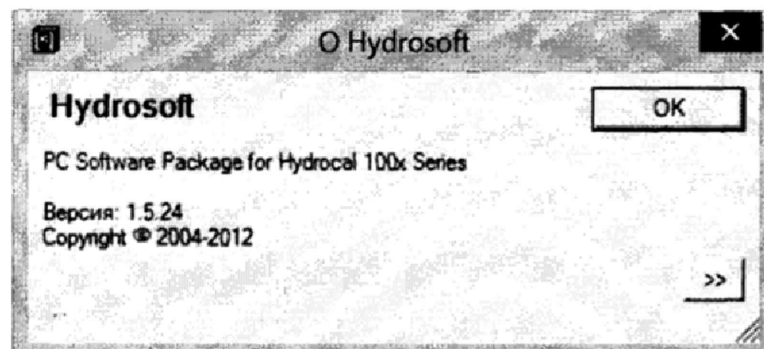 О Hydrosoft
Hydrosoft
OK
PC Software Package for Hydrocal 100x Series
Версия: 1.5.24
Copyright © 2004-2012
>>